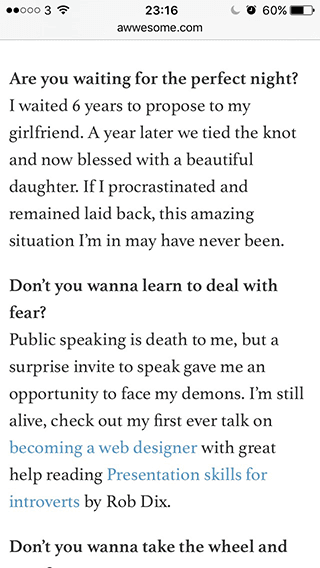 3 23:16 60%
awwesome.com
Are you waiting for the perfect night?
I waited 6 years to propose to my
girlfriend. A year later we tied the knot
and now blessed with a beautiful
daughter. If I procrastinated and
remained laid back, this amazing
situation I’m in may have never been.
Don’t you wanna learn to deal with
fear?
Public speaking is death to me, but a
surprise invite to speak gave me an
opportunity to face my demons. I’m still
alive, check out my first ever talk on
becoming a web designer with great
help reading Presentation skills for
introverts by Rob Dix.
Don’t you wanna take the wheel and